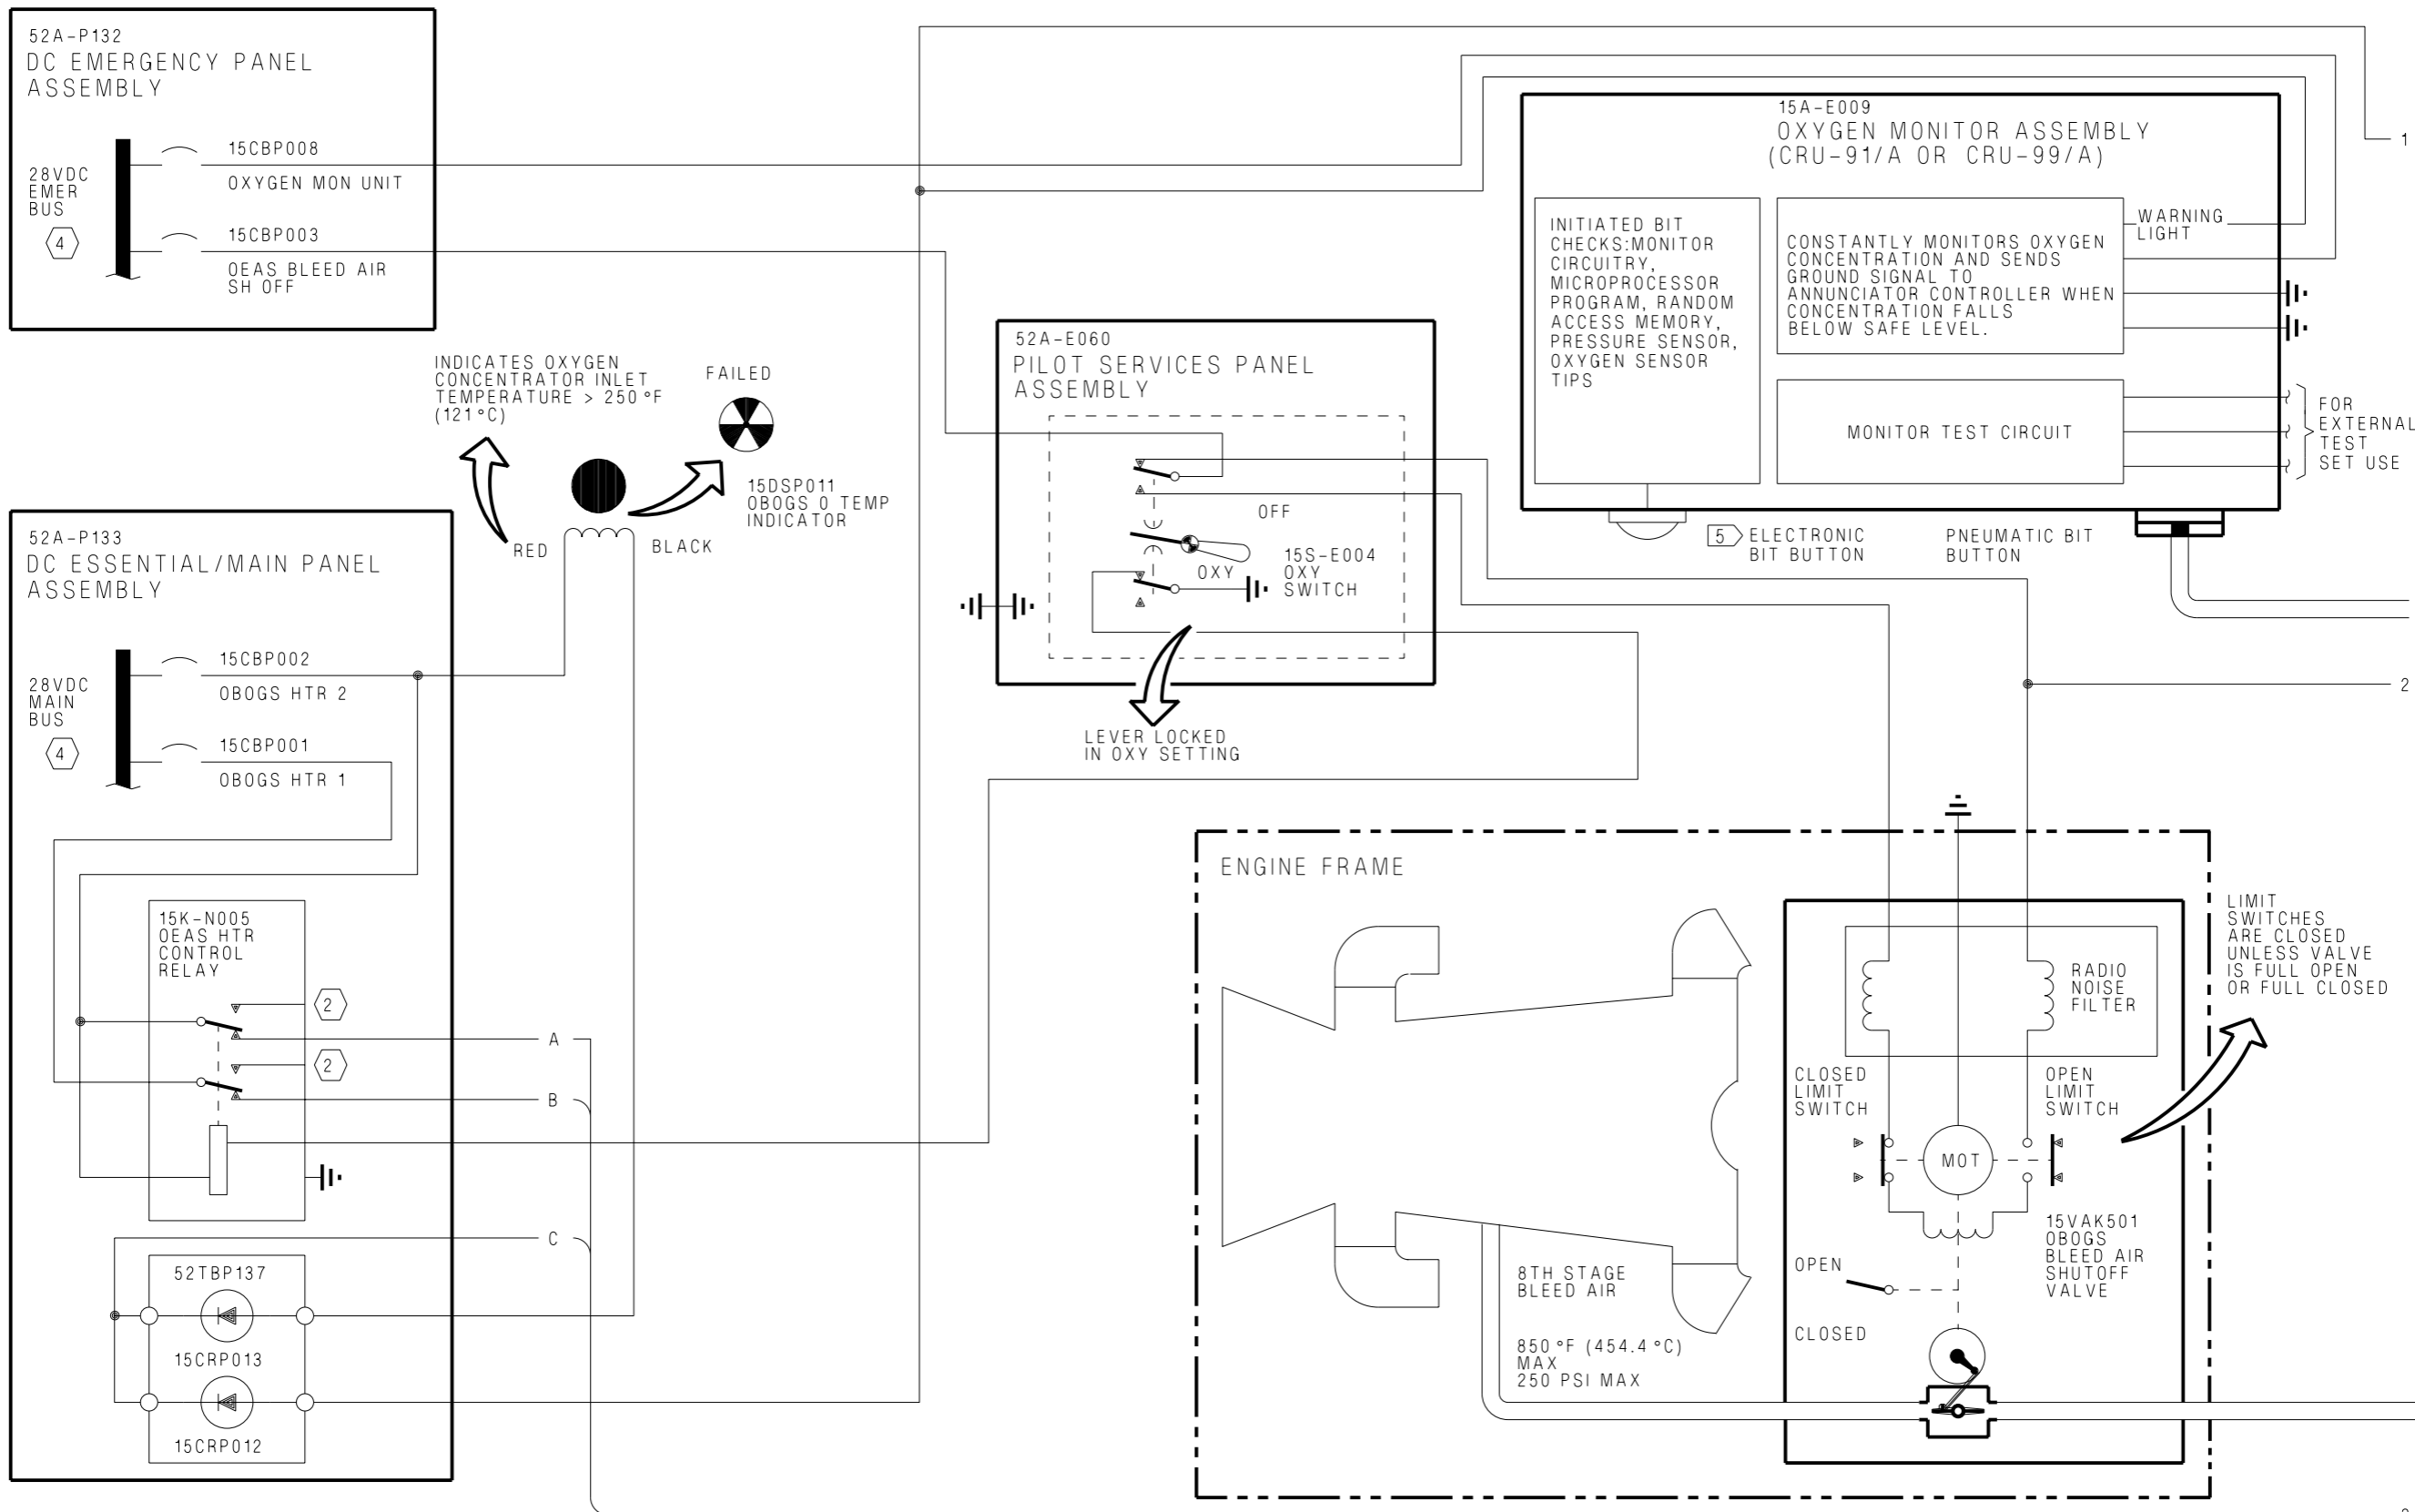 52A-P132
DC EMERGENCY PANEL
ASSEMBLY
28VDC
EMER
BUS
4
15CBP008
OXYGEN MON UNIT
15CBP003
OEAS BLEED AIR
SH OFF
INDICATES OXYGEN
CONCENTRATOR INLET
TEMPERATURE > 250°F
(121°C)
FAILED
15DSP011
OBOGS O TEMP
INDICATOR
RED
BLACK
52A-P133
DC ESSENTIAL/MAIN PANEL
ASSEMBLY
28VDC
MAIN
BUS
4
15CBP002
OBOGS HTR 2
15CBP001
OBOGS HTR 1
15K-N005
OEAS HTR
CONTROL
RELAY
2
2
A
B
C
52TBP137
15CRP013
15CRP012
52A-E060
PILOT SERVICES PANEL
ASSEMBLY
OFF
OXY
15S-E004
OXY
SWITCH
LEVER LOCKED
IN OXY SETTING
15A-E009
OXYGEN MONITOR ASSEMBLY
(CRU-91/A OR CRU-99/A)
INITIATED BIT
CHECKS:MONITOR
CIRCUITRY,
MICROPROCESSOR
PROGRAM, RANDOM
ACCESS MEMORY,
PRESSURE SENSOR,
OXYGEN SENSOR
TIPS
CONSTANTLY MONITORS OXYGEN
CONCENTRATION AND SENDS
GROUND SIGNAL TO
ANNUNCIATOR CONTROLLER WHEN
CONCENTRATION FALLS
BELOW SAFE LEVEL.
WARNING
LIGHT
MONITOR TEST CIRCUIT
FOR
EXTERNAL
TEST
SET USE
5
ELECTRONIC
BIT BUTTON
PNEUMATIC BIT
BUTTON
1
2
ENGINE FRAME
8TH STAGE
BLEED AIR
850°F (454.4°C)
MAX
250 PSI MAX
RADIO
NOISE
FILTER
CLOSED
LIMIT
SWITCH
OPEN
LIMIT
SWITCH
MOT
15VAK501
OBOGS
BLEED AIR
SHUTOFF
VALVE
OPEN
CLOSED
LIMIT
SWITCHES
ARE CLOSED
UNLESS VALVE
IS FULL OPEN
OR FULL CLOSED